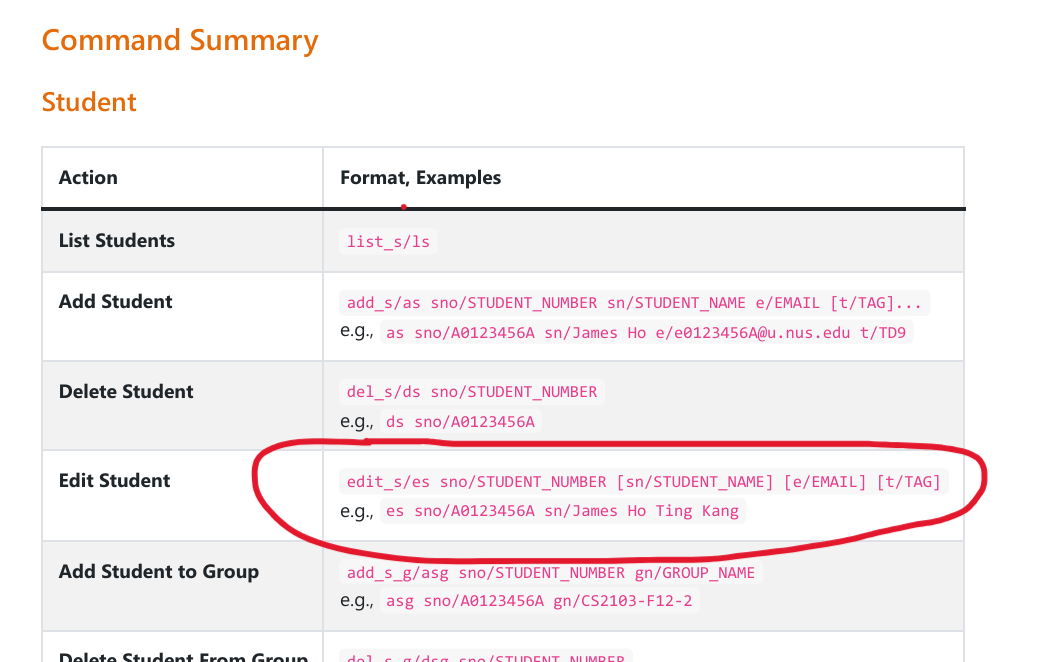 Command Summary
Student
Action
Format, Examples
List Students
list_s/ls
Add Student
add_s/as sno/STUDENT_NUMBER sn/STUDENT_NAME e/EMAIL [t/TAG]...
e.g., as sno/A0123456A sn/James Ho e/e0123456A@u.nus.edu t/TD9
Delete Student
del_s/ds sno/STUDENT_NUMBER
e.g., ds sno/A0123456A
Edit Student
edit_s/es sno/STUDENT_NUMBER [sn/STUDENT_NAME] [e/EMAIL] [t/TAG]
e.g., es sno/A0123456A sn/James Ho Ting Kang
Add Student to Group
add_s_g/asg sno/STUDENT_NUMBER gn/GROUP_NAME
e.g., asg sno/A0123456A gn/CS2103-F12-2
Delete Student From Group
del_s_g/dsg sno/STUDENT_NUMBER